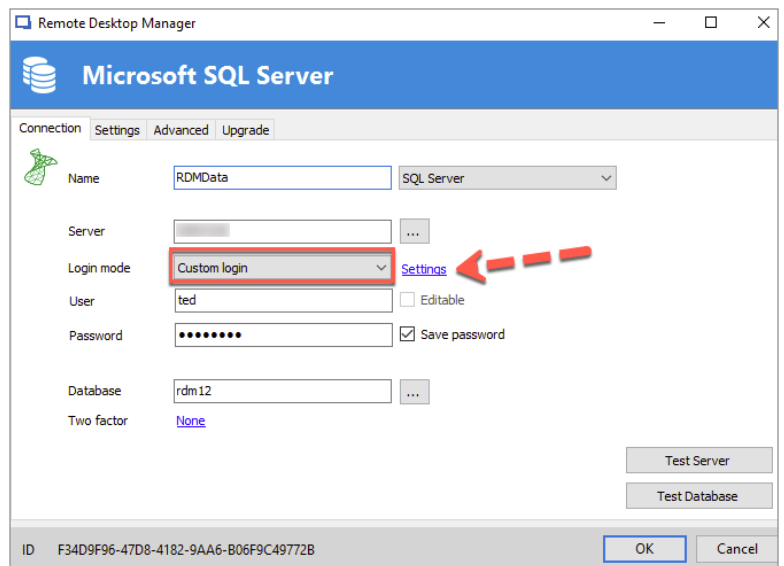 Remote Desktop Manager
Microsoft SQL Server
Connection Settings Advanced Upgrade
Name RDMData SQL Server
Server ...
Login mode Custom login Settings
User ted Editable
Password •••••••• Save password
Database rdm12 ...
Two factor None
Test Server
Test Database
ID F34D9F96-47D8-4182-9AA6-B06F9C49772B OK Cancel